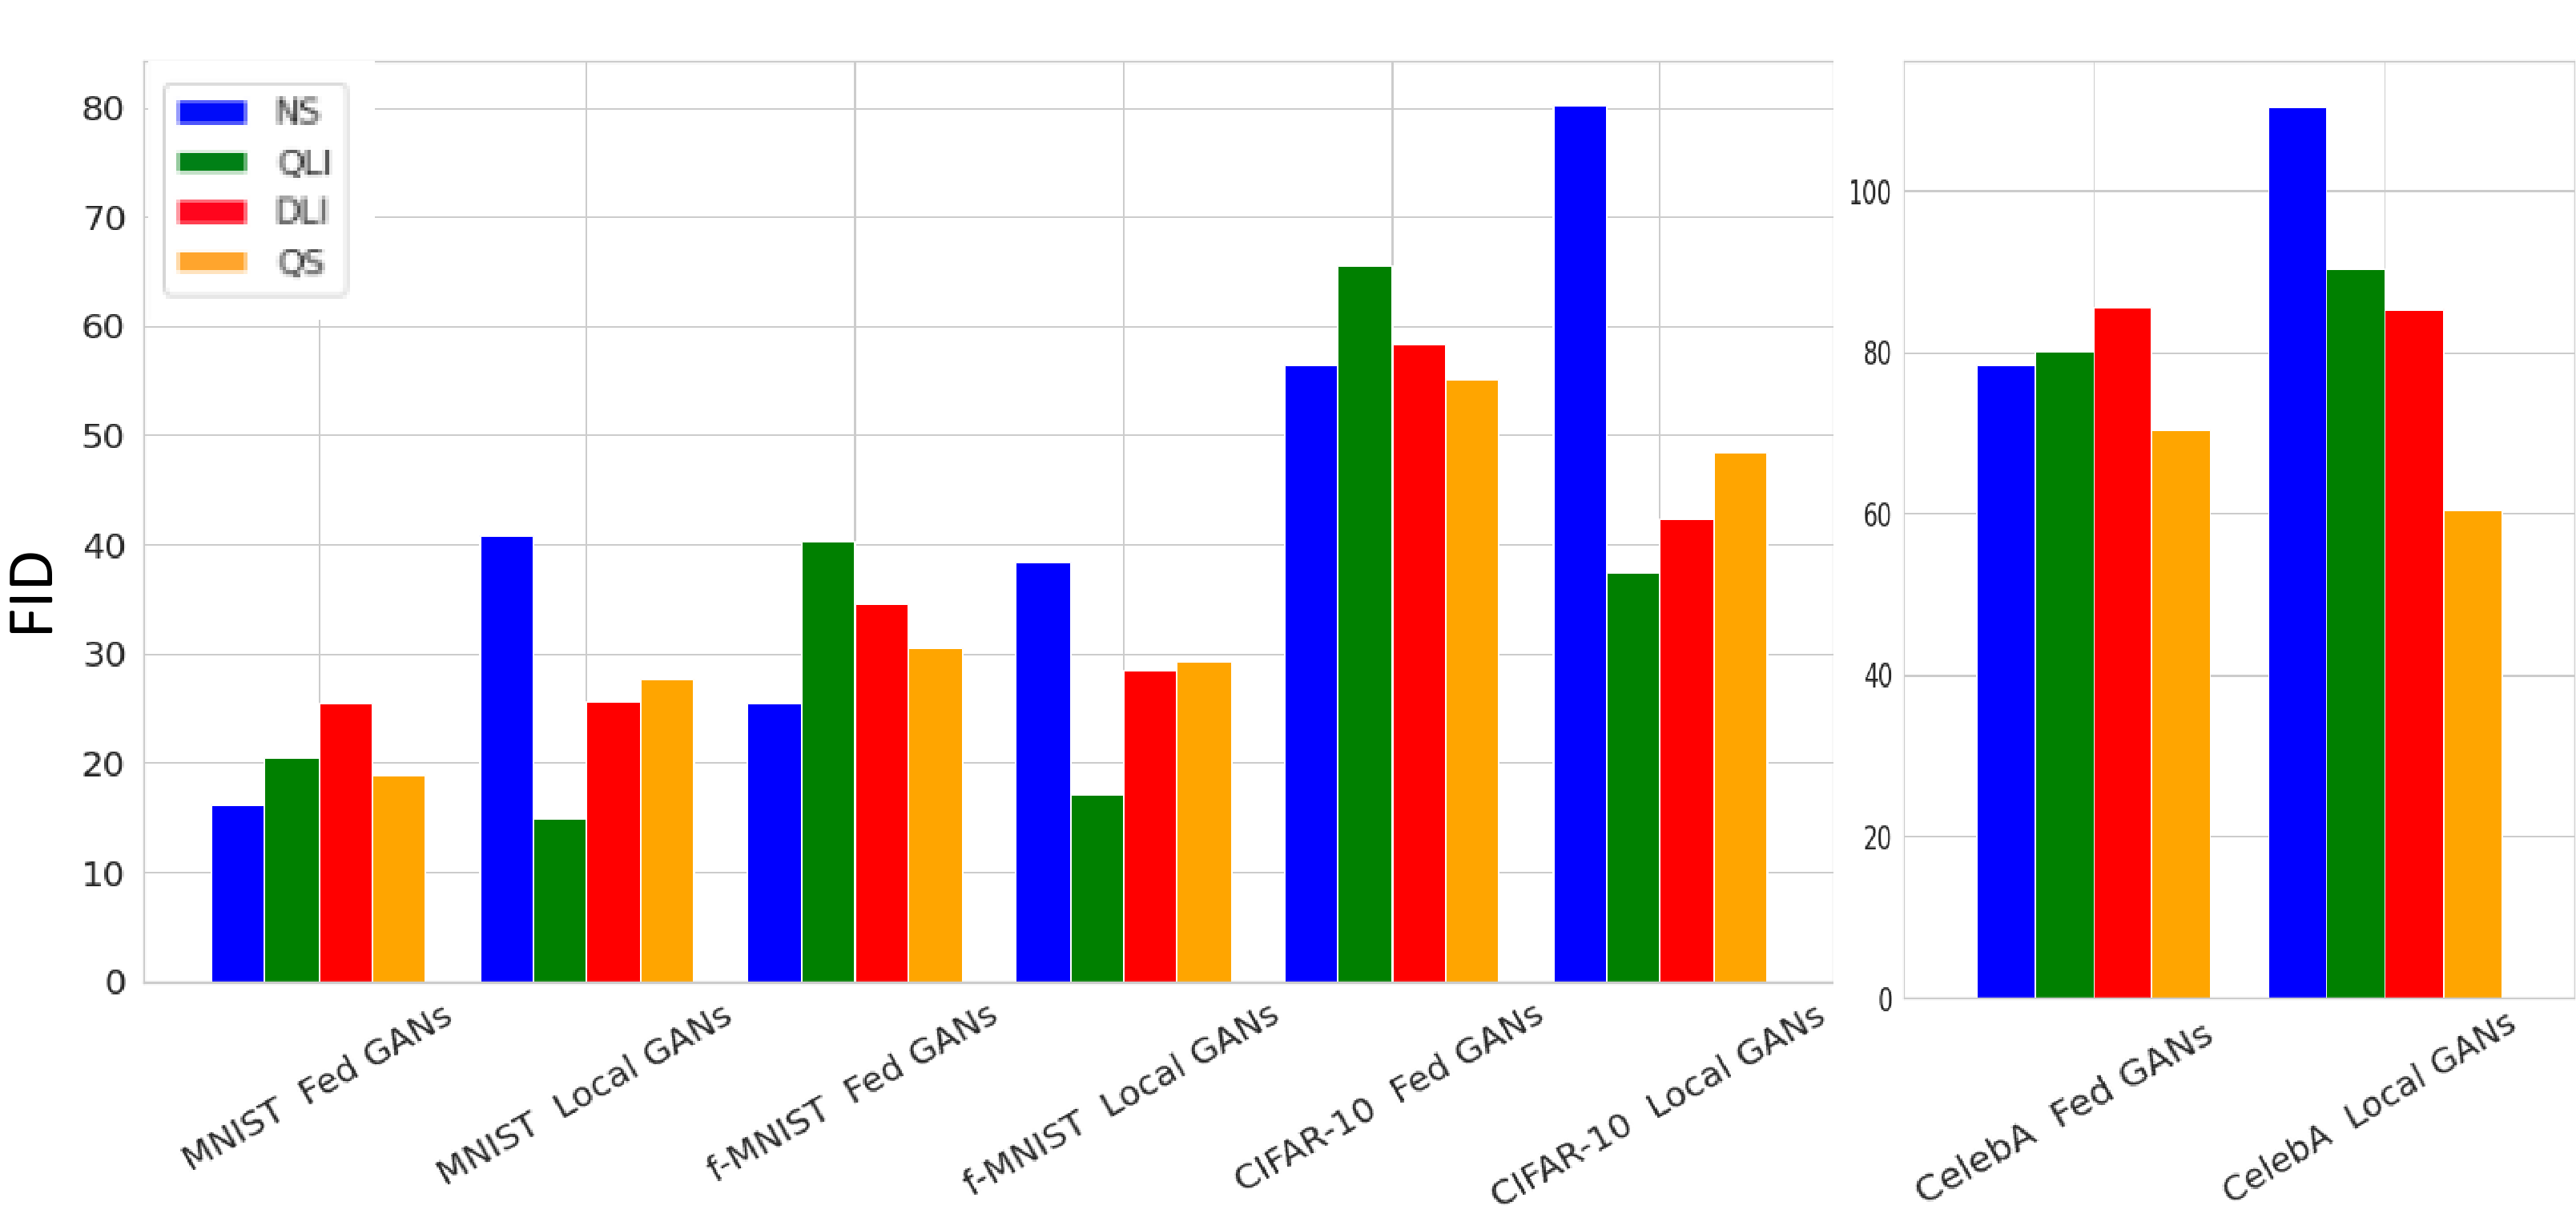 FID
80
70
60
50
40
30
20
10
0
NS
QLI
DLI
QS
MNIST Fed GANs
MNIST Local GANs
f-MNIST Fed GANs
f-MNIST Local GANs
CIFAR-10 Fed GANs
CIFAR-10 Local GANs
100
80
60
40
20
0
CelebA Fed GANs
CelebA Local GANs